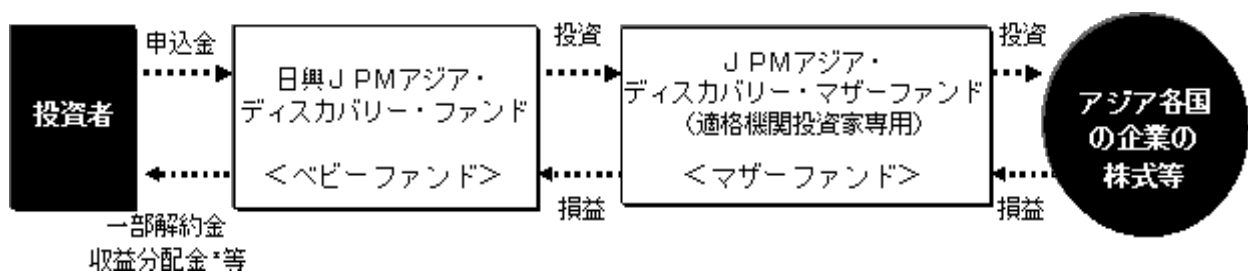 投資者
申込金
一部解約金
収益分配金*等
日興JPMアジア・
ディスカバリー・ファンド
<ベビーファンド>
投資
損益
JPMアジア・
ディスカバリー・マザーファンド
(適格機関投資家専用)
<マザーファンド>
投資
損益
アジア各国
の企業の
株式等